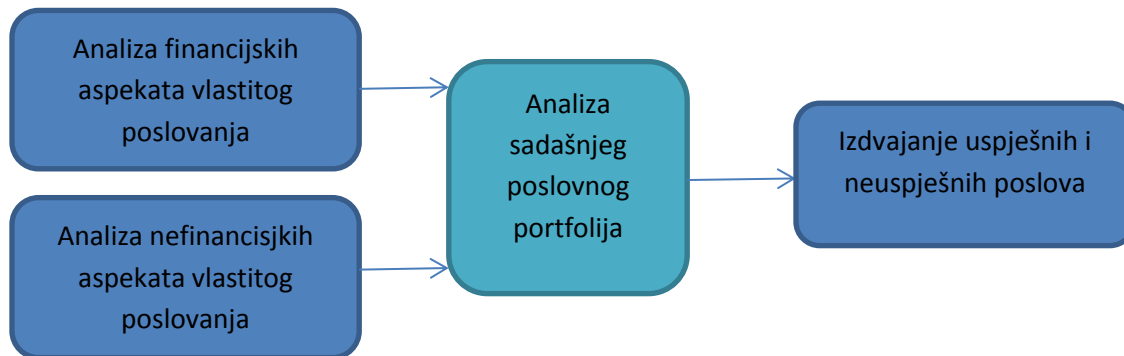 Analiza financijskih
aspekata vlastitog
poslovanja
Analiza nefinancisjkih
aspekata vlastitog
poslovanja
Analiza
sadašnjeg
poslovnog
portfolija
Izdvajanje uspješnih i
neuspješnih poslova